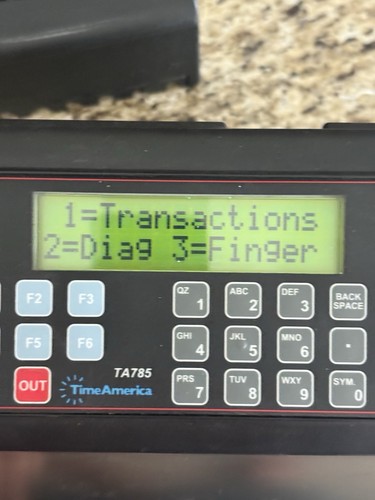 1=Transactions
2=Diag 3=Finger
F2 F3 QZ 1 ABC 2 DEF 3 BACK SPACE
F5 F6 GHI 4 JKL 5 MNO 6 .
OUT TA785 TimeAmerica PRS 7 TUV 8 WXY 9 SYM. 0